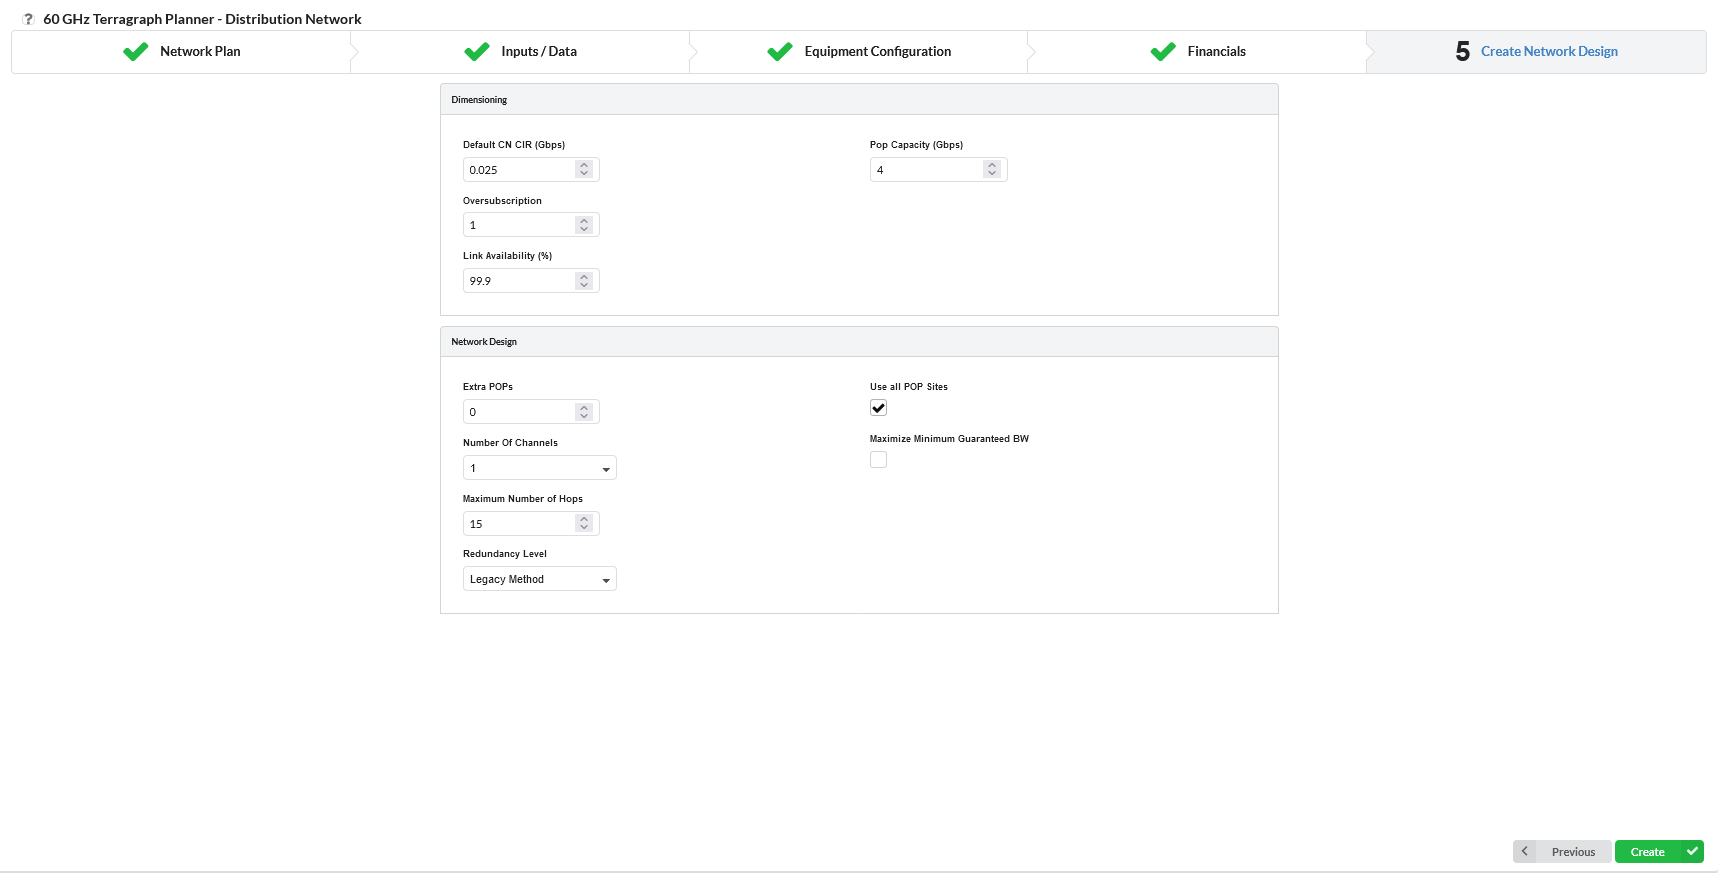 ? 60 GHz Terragraph Planner - Distribution Network
Network Plan
Inputs / Data
Equipment Configuration
Financials
5 Create Network Design
Dimensioning
Default CN CIR (Gbps)
0.025
Pop Capacity (Gbps)
4
Oversubscription
1
Link Availability (%)
99.9
Network Design
Extra POPs
0
Use all POP Sites
Number Of Channels
1
Maximize Minimum Guaranteed BW
Maximum Number of Hops
15
Redundancy Level
Legacy Method
Previous
Create